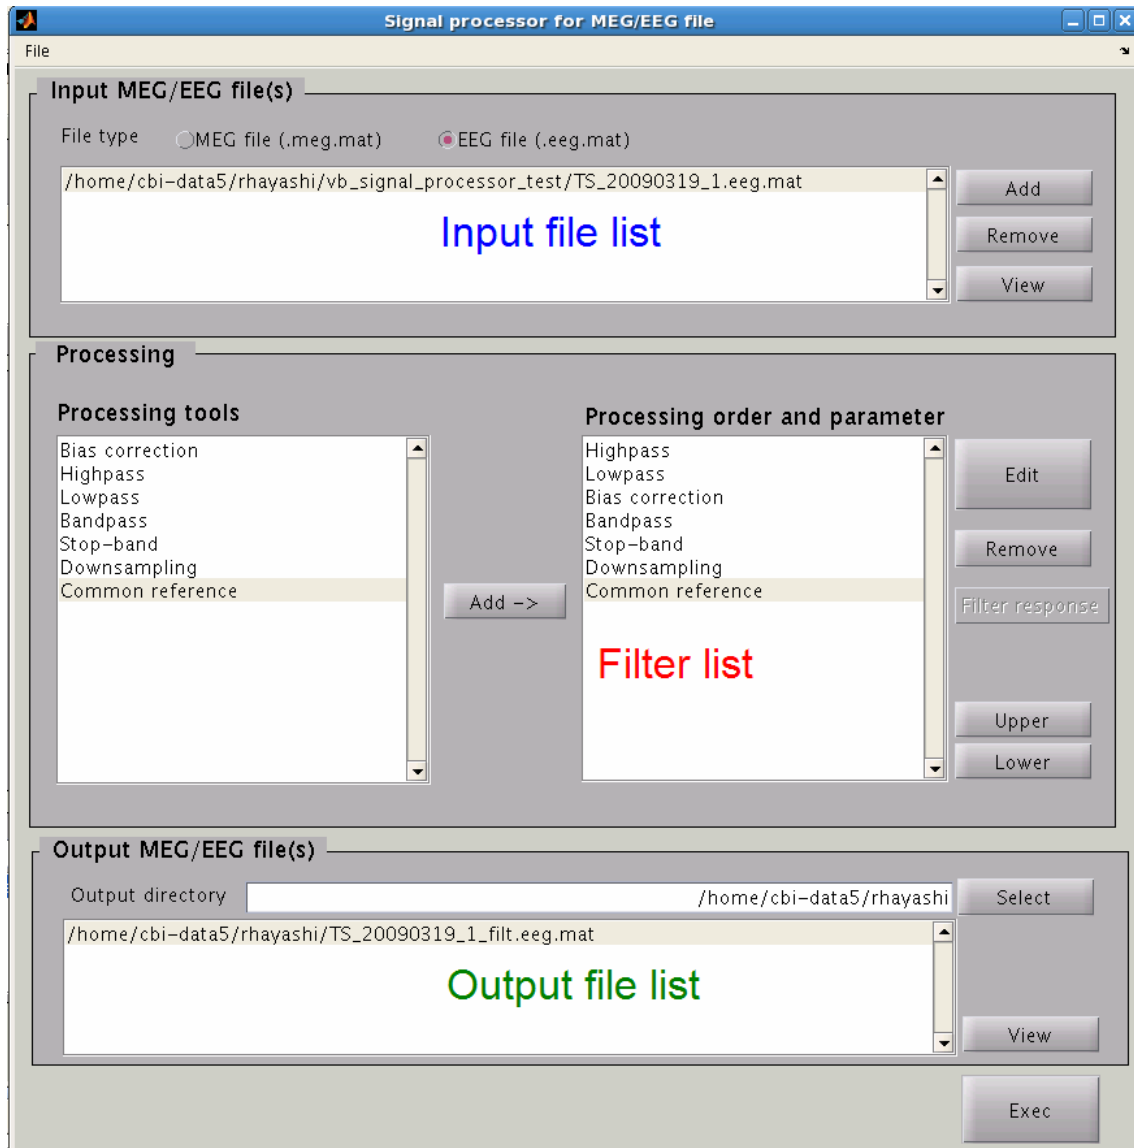 Signal processor for MEG/EEG file
File
Input MEG/EEG file(s)
File type MEG file (.meg.mat) EEG file (.eeg.mat)
/home/cbi-data5/rhayashi/vb_signal_processor_test/TS_20090319_1.eeg.mat
Input file list
Add
Remove
View
Processing
Processing tools
Bias correction
Highpass
Lowpass
Bandpass
Stop-band
Downsampling
Common reference
Add ->
Processing order and parameter
Highpass
Lowpass
Bias correction
Bandpass
Stop-band
Downsampling
Common reference
Filter list
Edit
Remove
Filter response
Upper
Lower
Output MEG/EEG file(s)
Output directory /home/cbi-data5/rhayashi Select
/home/cbi-data5/rhayashi/TS_20090319_1_filt.eeg.mat
Output file list
View
Exec